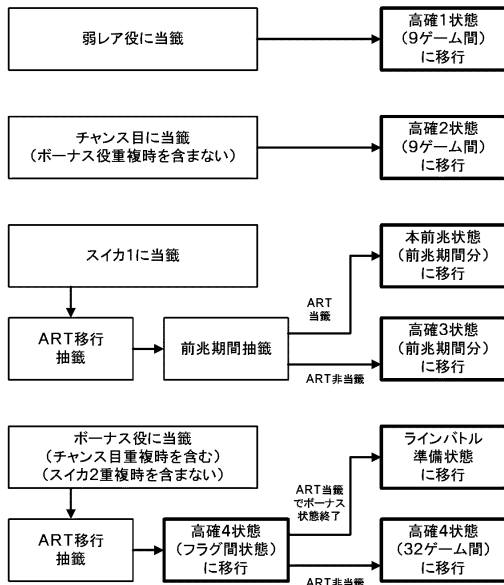 弱レア役に当籤
高確1状態
(9ゲーム間)
に移行
チャンス目に当籤
(ボーナス役重複時を含まない)
高確2状態
(9ゲーム間)
に移行
スイカ1に当籤
本前兆状態
(前兆期間分)
に移行
ART
当籤
ART移行
抽籤
前兆期間抽籤
高確3状態
(前兆期間分)
に移行
ART非当籤
ボーナス役に当籤
(チャンス目重複時を含む)
(スイカ2重複時を含まない)
ラインバトル
準備状態
に移行
ART当籤
でボーナス
状態終了
ART移行
抽籤
高確4状態
(フラグ間状態)
に移行
高確4状態
(32ゲーム間)
に移行
ART非当籤